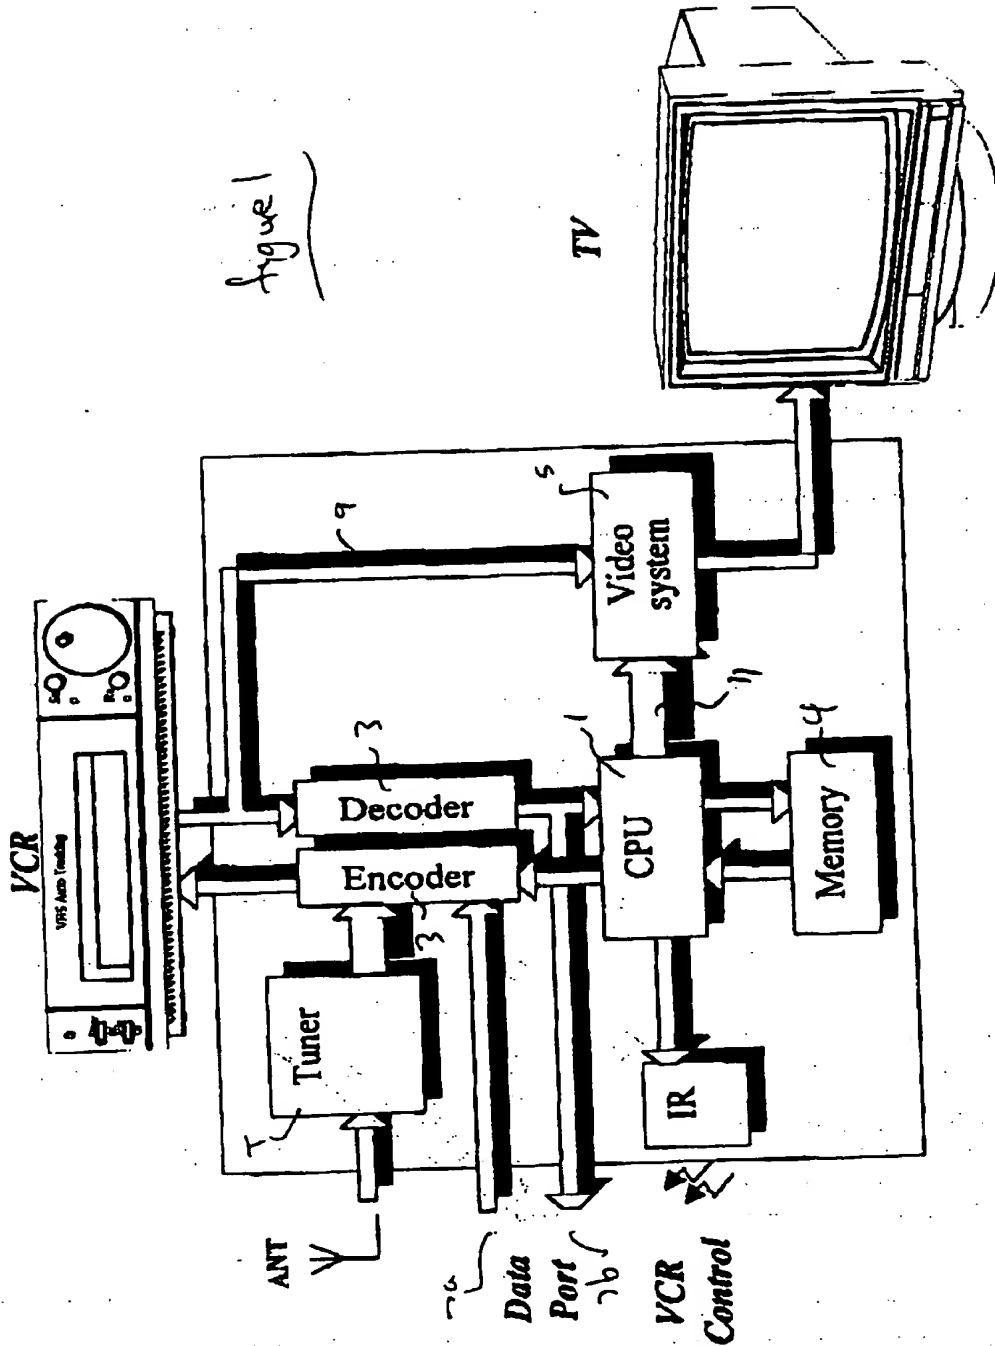 VCR
VHS Auto Tracking
figure 1
TV
ANT
Tuner
T
Encoder
3
Decoder
3
9
Video
system
5
11
CPU
1
Memory
4
IR
7a
Data
Port
7b
VCR
Control